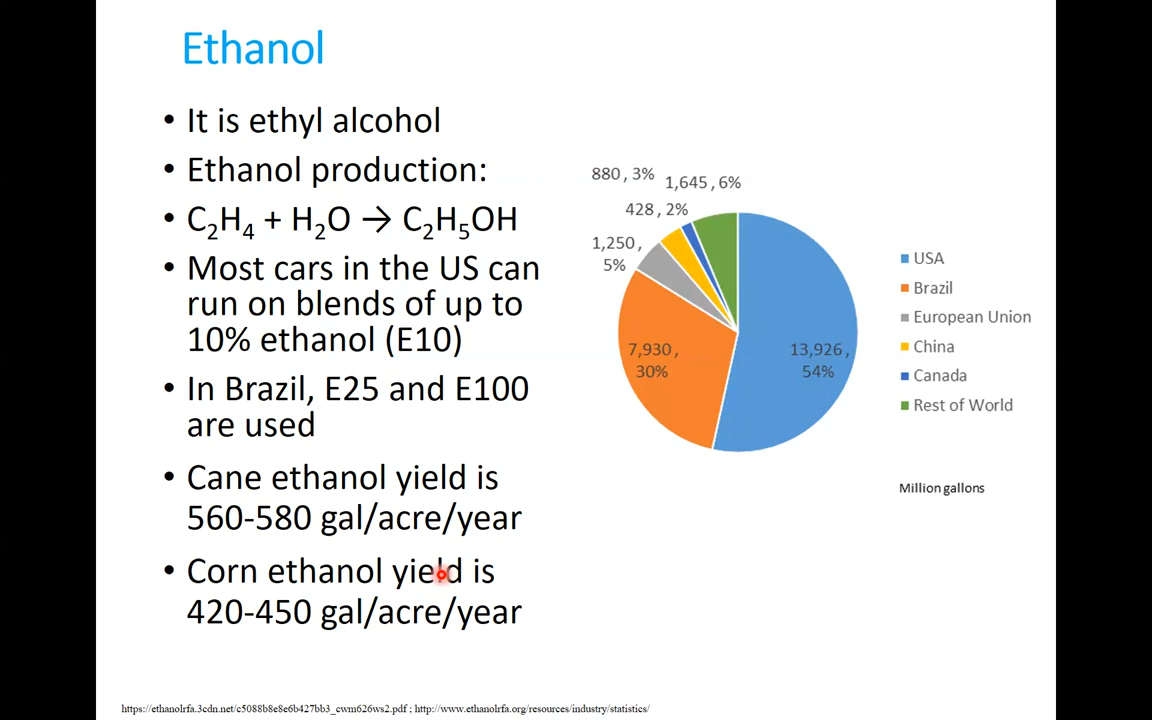 Ethanol
• It is ethyl alcohol
• Ethanol production:
• C₂H₄ + H₂O → C₂H₅OH
• Most cars in the US can
run on blends of up to
10% ethanol (E10)
• In Brazil, E25 and E100
are used
• Cane ethanol yield is
560-580 gal/acre/year
• Corn ethanol yield is
420-450 gal/acre/year
880 , 3%
1,645 , 6%
428 , 2%
1,250 ,
5%
7,930 ,
30%
13,926 ,
54%
USA
Brazil
European Union
China
Canada
Rest of World
Million gallons
https://ethanolrfa.3cdn.net/c5088b8e8e6b427bb3_cwm626ws2.pdf ; http://www.ethanolrfa.org/resources/industry/statistics/